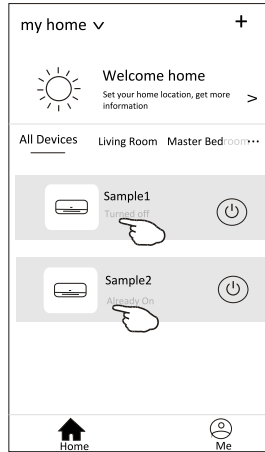 my home
Welcome home
Set your home location, get more
information
All Devices Living Room Master Bedroom
Sample1
Turned off
Sample2
Already On
Home Me